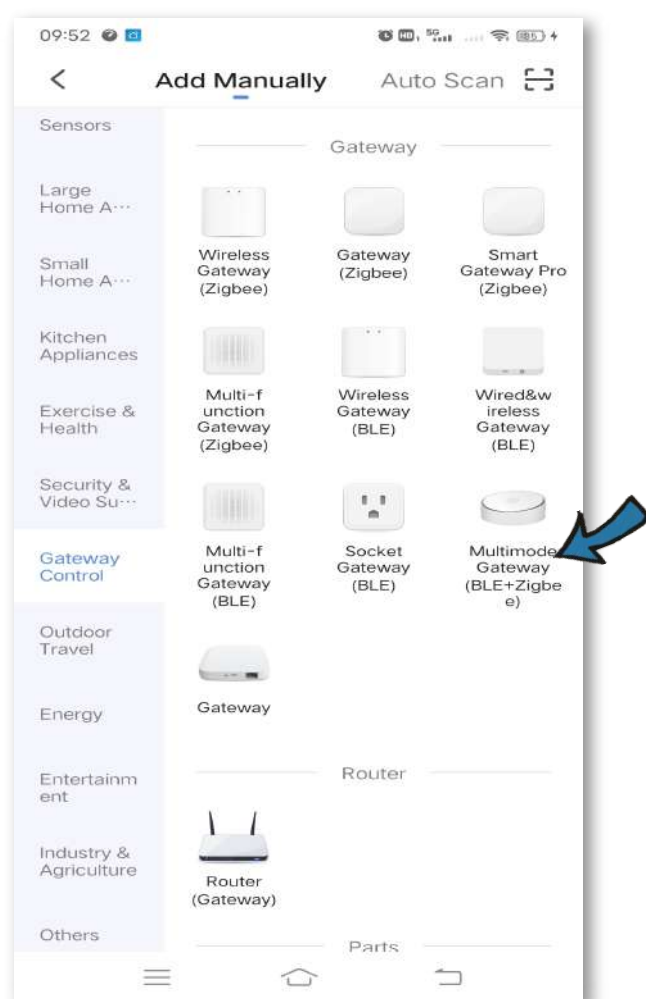 09:52
HD 5G 85
Add Manually Auto Scan
Sensors
Large
Home A···
Small
Home A···
Kitchen
Appliances
Exercise &
Health
Security &
Video Su···
Gateway
Control
Outdoor
Travel
Energy
Entertainm
ent
Industry &
Agriculture
Others
Gateway
Wireless
Gateway
(Zigbee)
Gateway
(Zigbee)
Smart
Gateway Pro
(Zigbee)
Multi-f
unction
Gateway
(Zigbee)
Wireless
Gateway
(BLE)
Wired&w
ireless
Gateway
(BLE)
Multi-f
unction
Gateway
(BLE)
Socket
Gateway
(BLE)
Multimode
Gateway
(BLE+Zigbe
e)
Gateway
Router
Router
(Gateway)
Parts